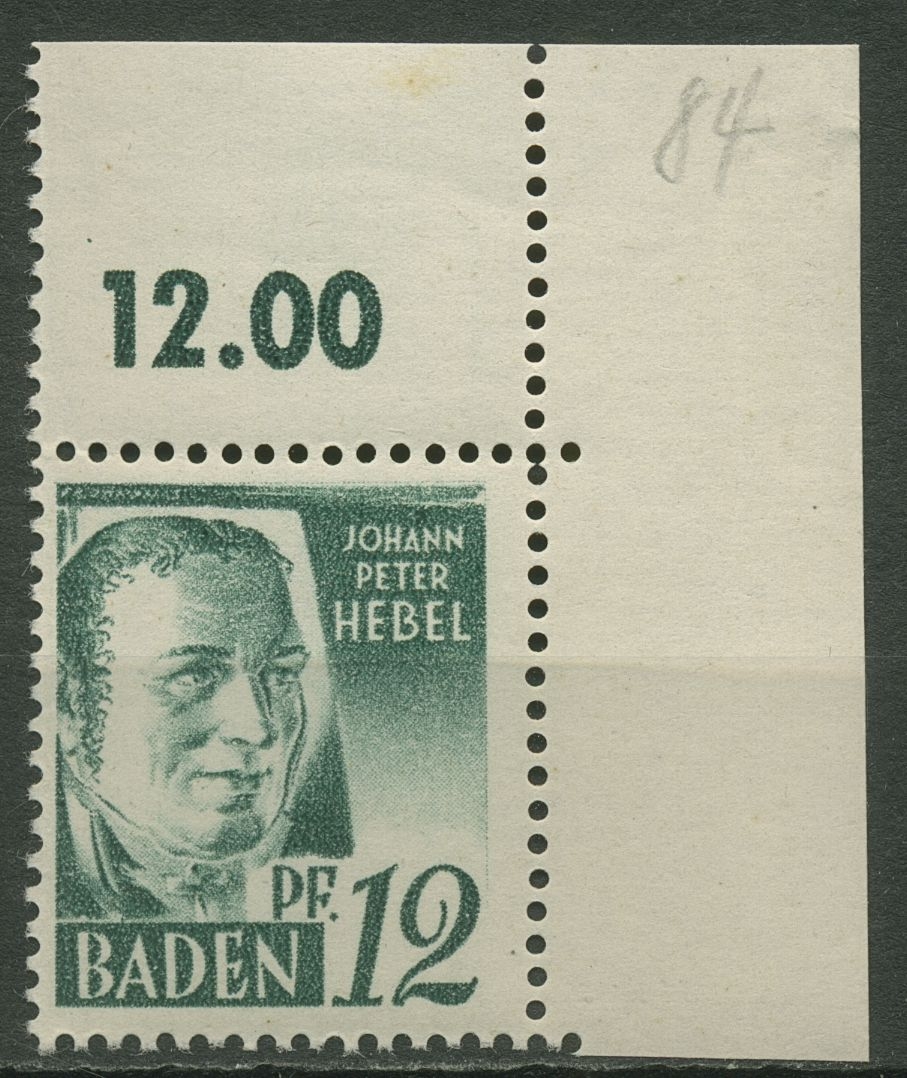 84
12.00
JOHANN
PETER
HEBEL
PF. 12
BADEN